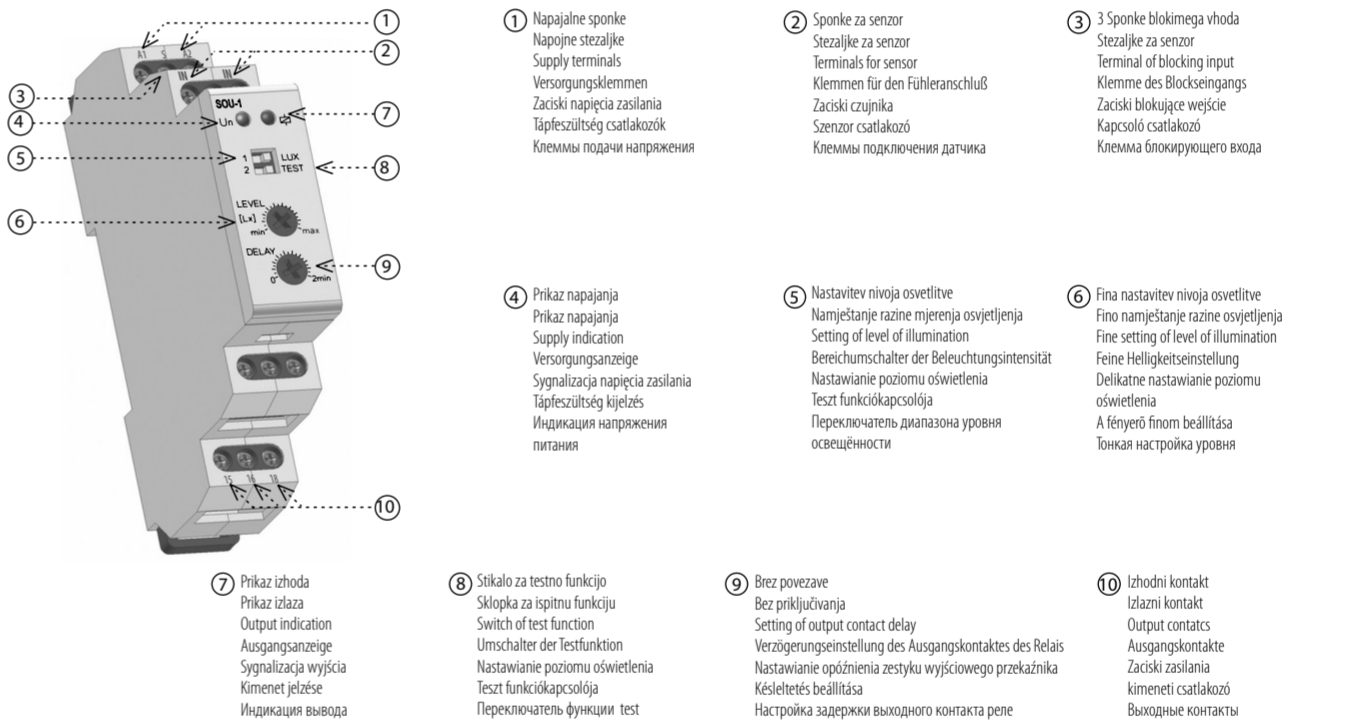 1
2
3
4
5
6
7
8
9
10
A1 S A2
IN IN
SOU-1
Un
1 LUX
2 TEST
LEVEL
[Lx]
min max
DELAY
0 2min
15 16 18
1 Napajalne sponke
Napojne stezaljke
Supply terminals
Versorgungsklemmen
Zaciski napięcia zasilania
Tápfeszültség csatlakozók
Клеммы подачи напряжения
2 Sponke za senzor
Stezaljke za senzor
Terminals for sensor
Klemmen für den Fühleranschluß
Zaciski czujnika
Szenzor csatlakozó
Клеммы подключения датчика
3 3 Sponke blokimega vhoda
Stezaljke za senzor
Terminal of blocking input
Klemme des Blockseingangs
Zaciski blokujące wejście
Kapcsoló csatlakozó
Клемма блокирующего входа
4 Prikaz napajanja
Prikaz napajanja
Supply indication
Versorgungsanzeige
Sygnalizacja napięcia zasilania
Tápfeszültség kijelzés
Индикация напряжения
питания
5 Nastavitev nivoja osvetlitve
Namještanje razine mjerenja osvjetljenja
Setting of level of illumination
Bereichumschalter der Beleuchtungsintensität
Nastawianie poziomu oświetlenia
Teszt funkciókapcsolója
Переключатель диапазона уровня
освещённости
6 Fina nastavitev nivoja osvetlitve
Fino namještanje razine osvjetljenja
Fine setting of level of illumination
Feine Helligkeitseinstellung
Delikatne nastawianie poziomu
oświetlenia
A fényerõ finom beállítása
Тонкая настройка уровня
7 Prikaz izhoda
Prikaz izlaza
Output indication
Ausgangsanzeige
Sygnalizacja wyjścia
Kimenet jelzése
Индикация вывода
8 Stikalo za testno funkcijo
Sklopka za ispitnu funkciju
Switch of test function
Umschalter der Testfunktion
Nastawianie poziomu oświetlenia
Teszt funkciókapcsolója
Переключатель функции test
9 Brez povezave
Bez priključivanja
Setting of output contact delay
Verzögerungseinstellung des Ausgangskontaktes des Relais
Nastawianie opóźnienia zestyku wyjściowego przekaźnika
Késleltetés beállítása
Настройка задержки выходного контакта реле
10 Izhodni kontakt
Izlazni kontakt
Output contatcs
Ausgangskontakte
Zaciski zasilania
kimeneti csatlakozó
Выходные контакты